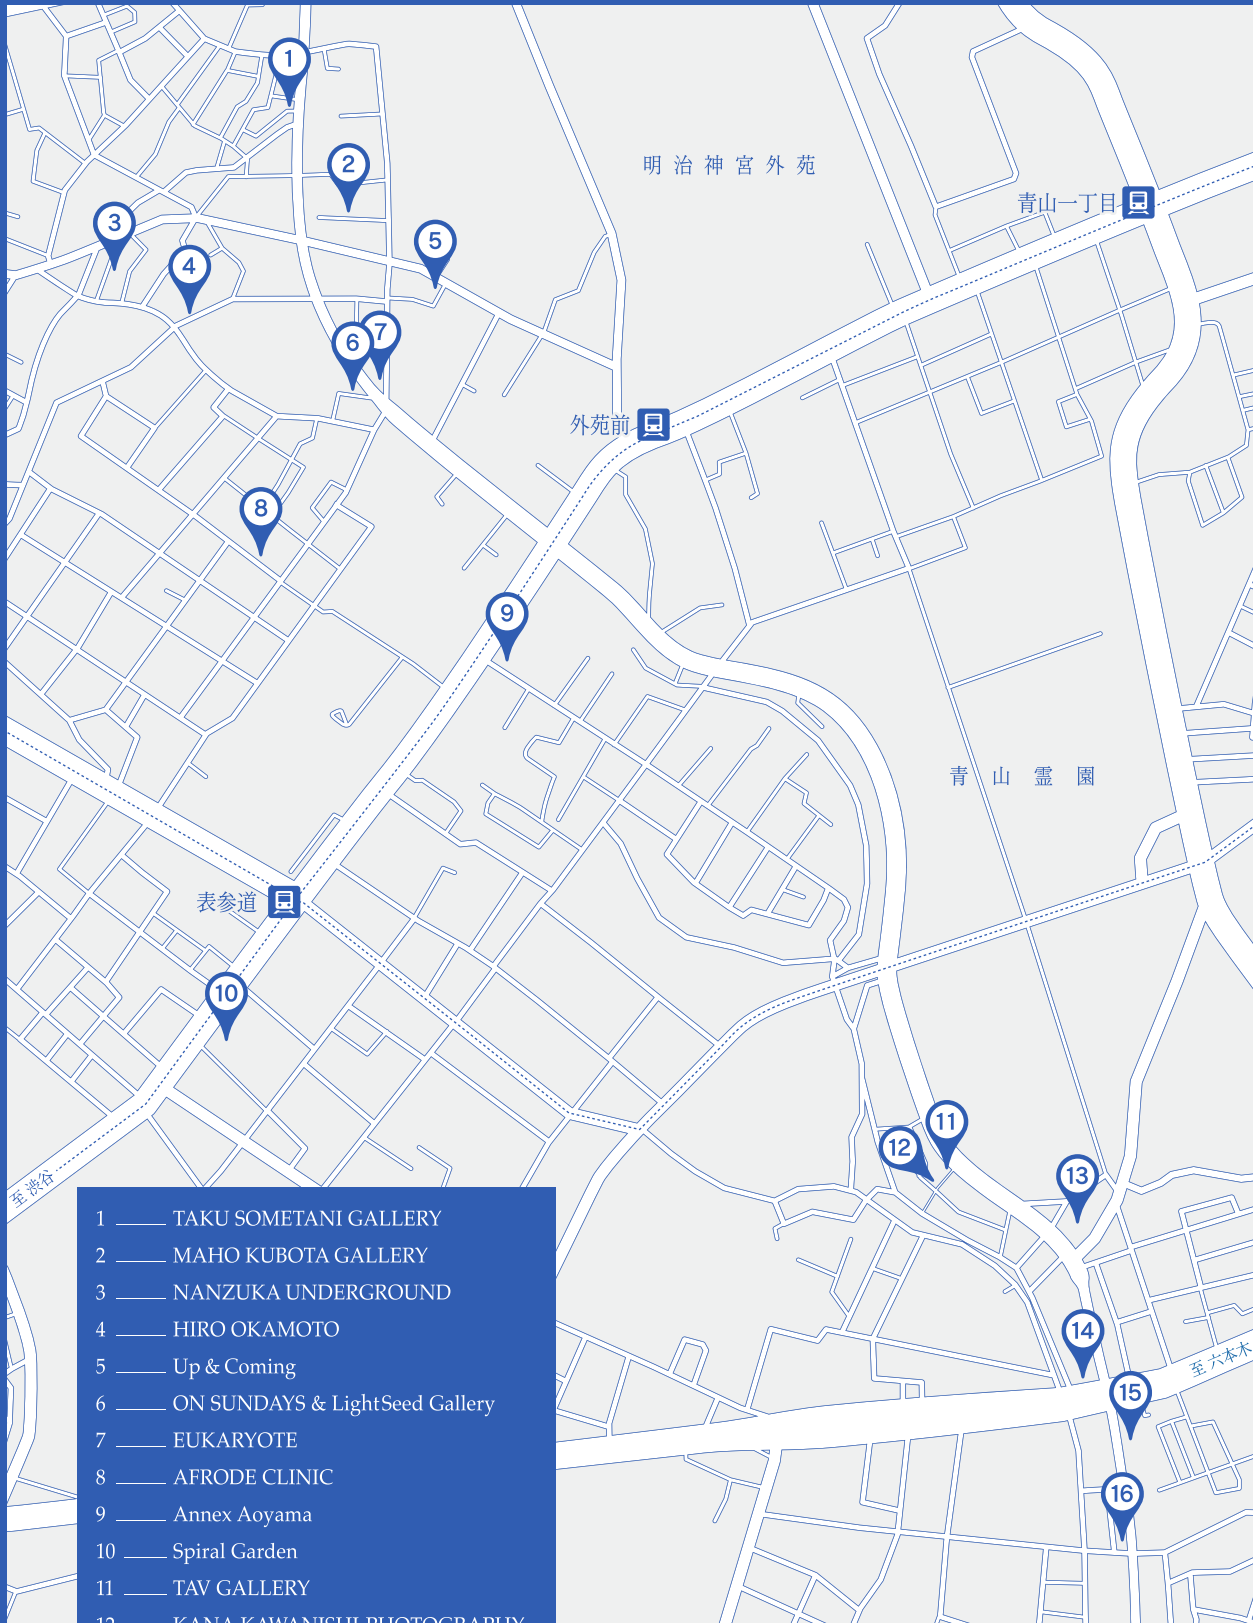 1
2
明治神宮外苑
青山一丁目
3
5
4
7
6
外苑前
8
9
青山霊園
表参道
10
11
12
13
至渋谷
14
至六本木
15
16
1 TAKU SOMETANI GALLERY
2 MAHO KUBOTA GALLERY
3 NANZUKA UNDERGROUND
4 HIRO OKAMOTO
5 Up & Coming
6 ON SUNDAYS & LightSeed Gallery
7 EUKARYOTE
8 AFRODE CLINIC
9 Annex Aoyama
10 Spiral Garden
11 TAV GALLERY
12 KANA KAWANISHI PHOTOGRAPHY